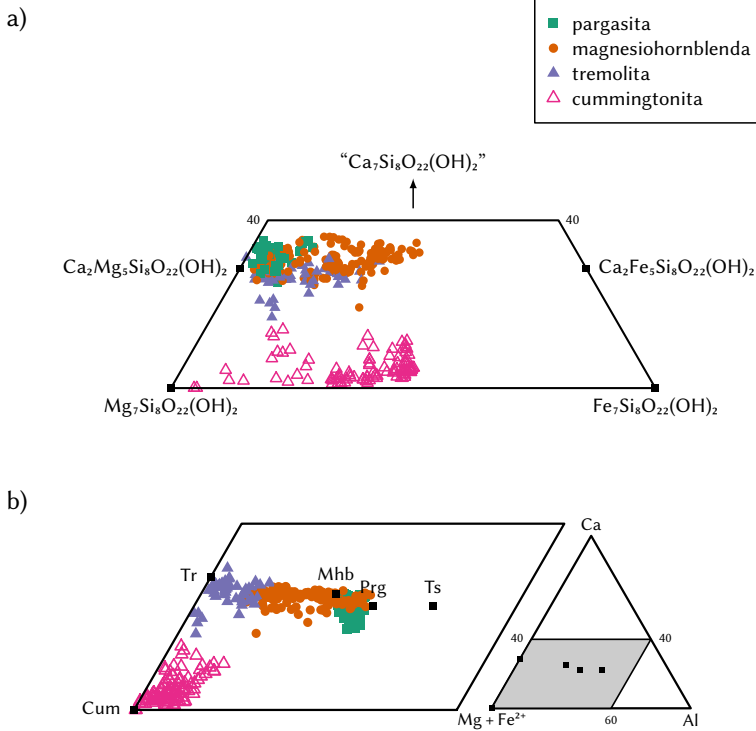 a)
pargasita
magnesiohornblenda
tremolita
cummingtonita
“Ca₇Si₈O₂₂(OH)₂”
40
40
Ca₂Mg₅Si₈O₂₂(OH)₂
Ca₂Fe₅Si₈O₂₂(OH)₂
Mg₇Si₈O₂₂(OH)₂
Fe₇Si₈O₂₂(OH)₂
b)
Ca
Tr
Mhb
Prg
Ts
40
40
Cum
Mg + Fe²⁺
60
Al